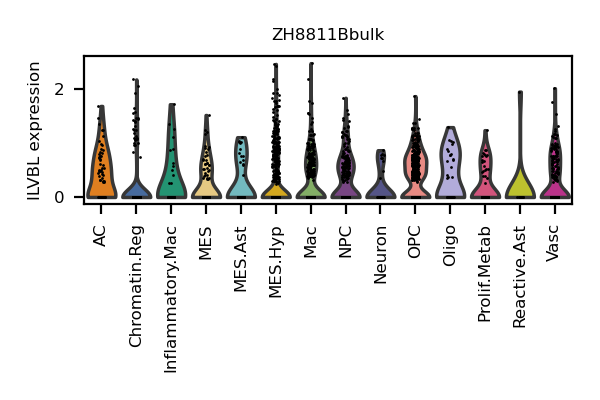 ZH8811Bbulk
ILVBL expression
2
0
AC
Chromatin.Reg
Inflammatory.Mac
MES
MES.Ast
MES.Hyp
Mac
NPC
Neuron
OPC
Oligo
Prolif.Metab
Reactive.Ast
Vasc